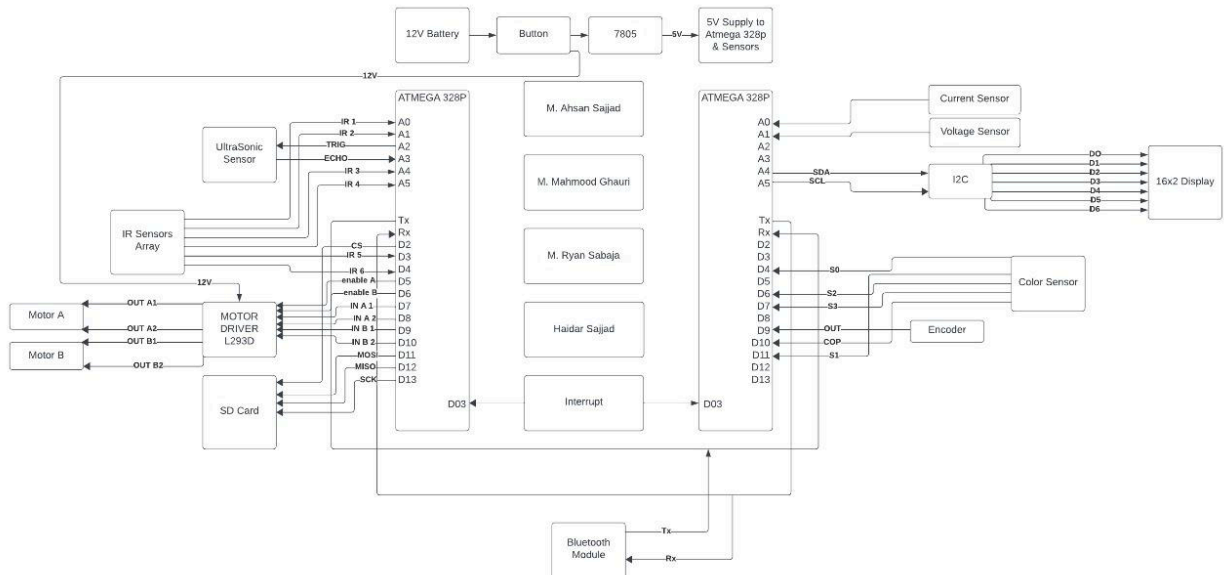 12V Battery
Button
7805
5V
5V Supply to
Atmega 328p
& Sensors
12V
ATMEGA 328P
A0
A1
A2
A3
A4
A5
Tx
Rx
D2
D3
D4
D5
D6
D7
D8
D9
D10
D11
D12
D13
D03
IR 1
IR 2
TRIG
ECHO
IR 3
IR 4
CS
IR 5
IR 6
enable A
enable B
IN A 1
IN A 2
IN B 1
IN B 2
MOSI
MISO
SCK
UltraSonic
Sensor
IR Sensors
Array
12V
MOTOR
DRIVER
L293D
OUT A1
OUT A2
OUT B1
OUT B2
Motor A
Motor B
SD Card
M. Ahsan Sajjad
M. Mahmood Ghauri
M. Ryan Sabaja
Haidar Sajjad
Interrupt
ATMEGA 328P
A0
A1
A2
A3
A4
A5
Tx
Rx
D2
D3
D4
D5
D6
D7
D8
D9
D10
D11
D12
D13
D03
Current Sensor
Voltage Sensor
SDA
SCL
I2C
DO
D1
D2
D3
D4
D5
D6
16x2 Display
S0
S2
S3
OUT
COP
S1
Color Sensor
Encoder
Bluetooth
Module
Tx
Rx